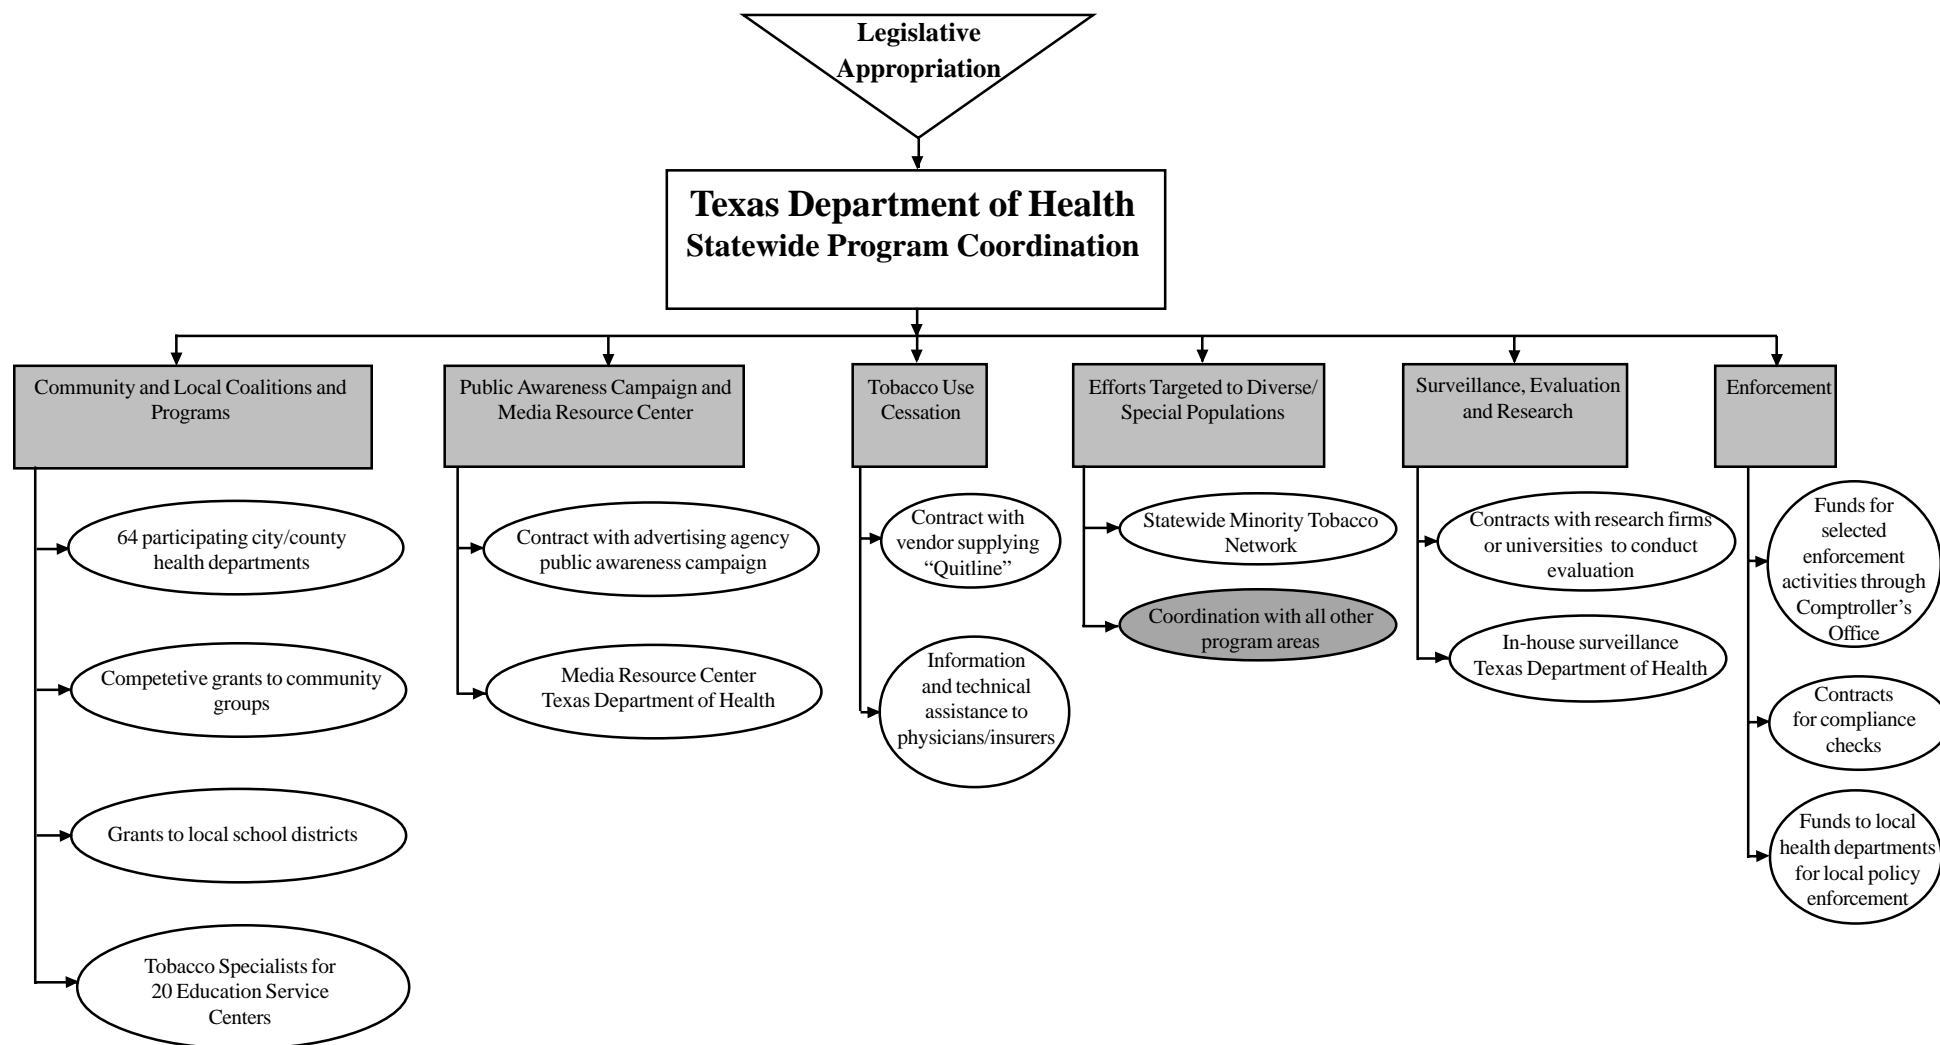 Legislative
Appropriation
Texas Department of Health
Statewide Program Coordination
Community and Local Coalitions and
Programs
Public Awareness Campaign and
Media Resource Center
Tobacco Use
Cessation
Efforts Targeted to Diverse/
Special Populations
Surveillance, Evaluation
and Research
Enforcement
64 participating city/county
health departments
Competetive grants to community
groups
Grants to local school districts
Tobacco Specialists for
20 Education Service
Centers
Contract with advertising agency
public awareness campaign
Media Resource Center
Texas Department of Health
Contract with
vendor supplying
“Quitline”
Information
and technical
assistance to
physicians/insurers
Statewide Minority Tobacco
Network
Coordination with all other
program areas
Contracts with research firms
or universities to conduct
evaluation
In-house surveillance
Texas Department of Health
Funds for
selected
enforcement
activities through
Comptroller’s
Office
Contracts
for compliance
checks
Funds to local
health departments
for local policy
enforcement